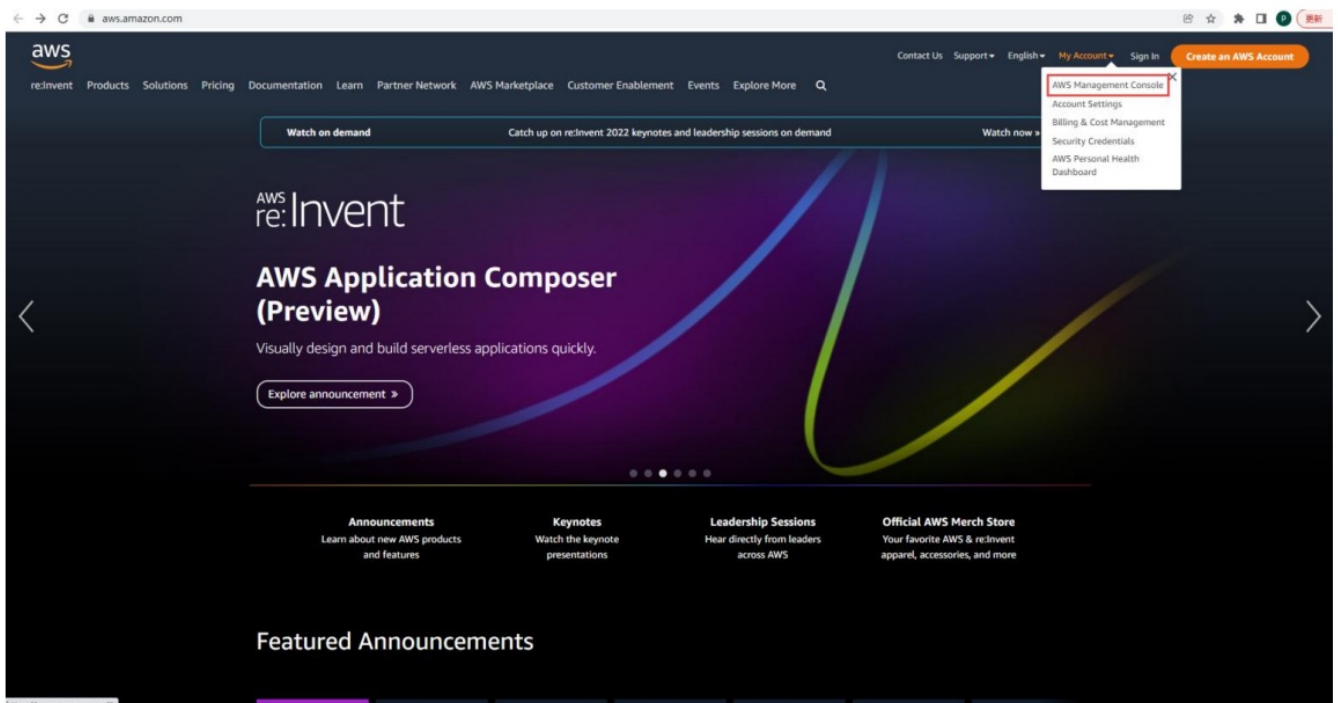 aws.amazon.com
更新
aws
Contact Us Support English My Account Sign In Create an AWS Account
re:Invent Products Solutions Pricing Documentation Learn Partner Network AWS Marketplace Customer Enablement Events Explore More
AWS Management Console
Account Settings
Billing & Cost Management
Security Credentials
AWS Personal Health
Dashboard
Watch on demand Catch up on re:Invent 2022 keynotes and leadership sessions on demand Watch now »
AWS
re:Invent
AWS Application Composer
(Preview)
Visually design and build serverless applications quickly.
Explore announcement »
Announcements
Learn about new AWS products
and features
Keynotes
Watch the keynote
presentations
Leadership Sessions
Hear directly from leaders
across AWS
Official AWS Merch Store
Your favorite AWS & re:Invent
apparel, accessories, and more
Featured Announcements